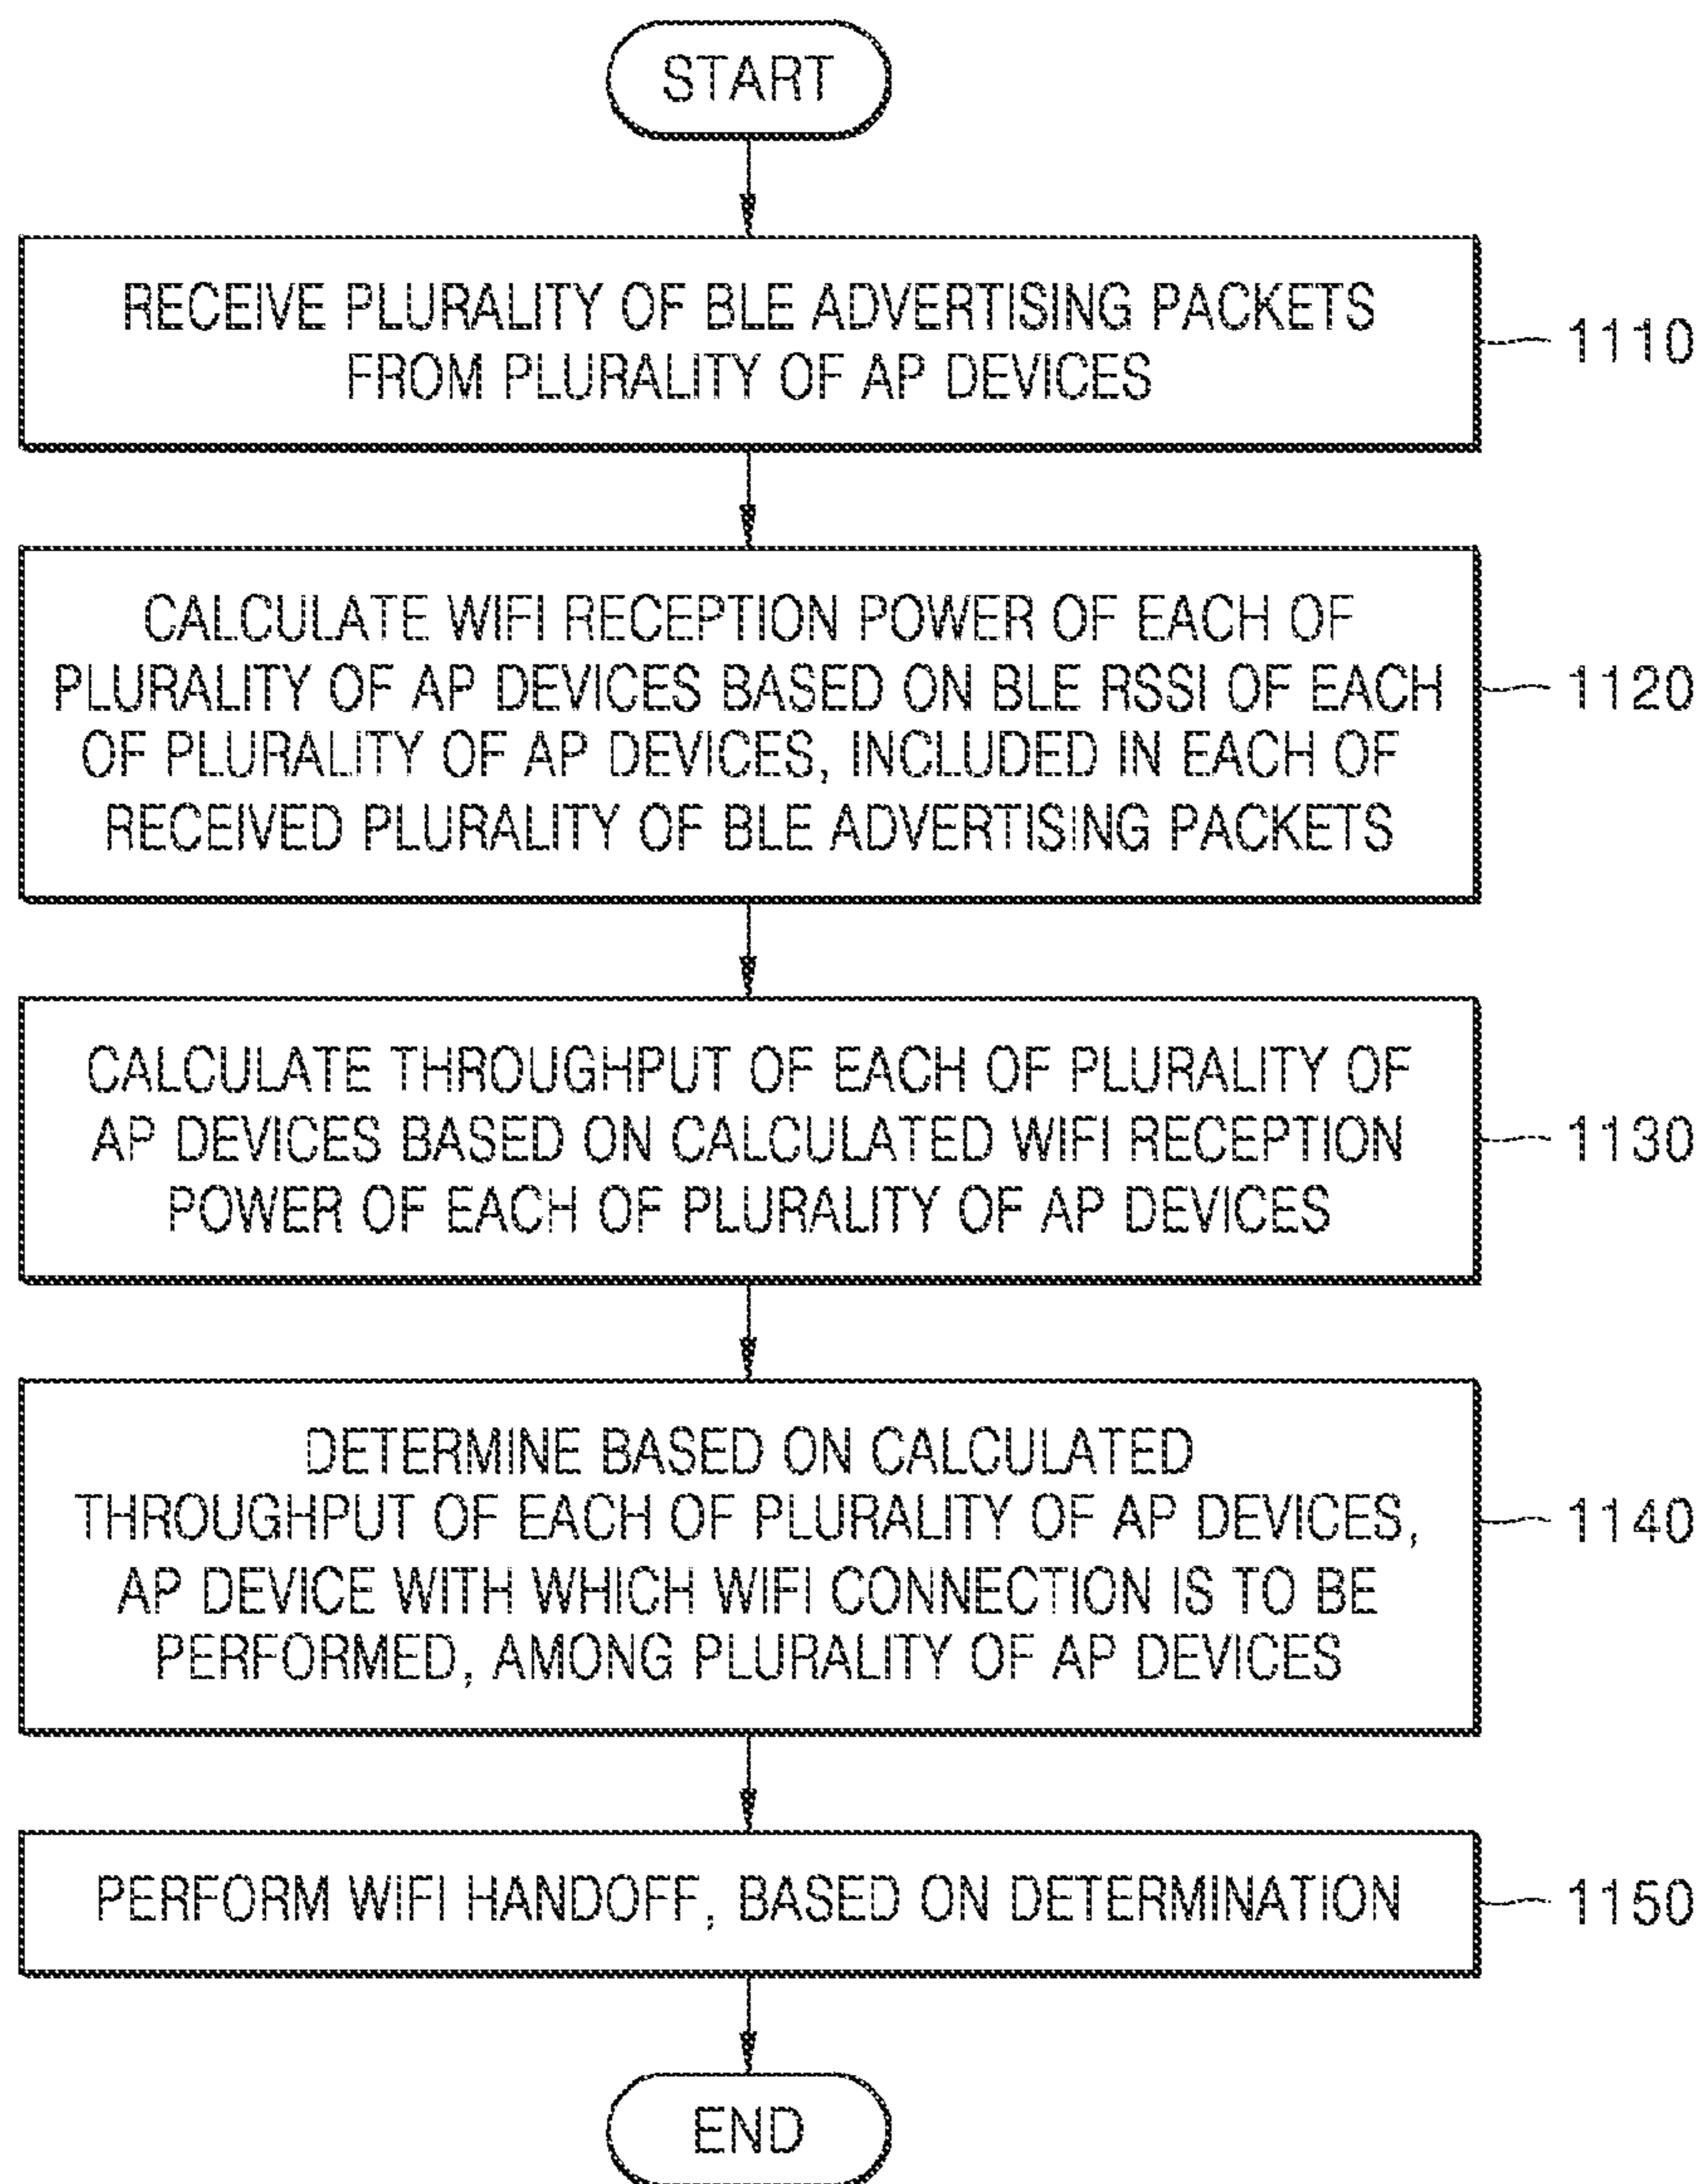 START
RECEIVE PLURALITY OF BLE ADVERTISING PACKETS
FROM PLURALITY OF AP DEVICES
1110
CALCULATE WIFI RECEPTION POWER OF EACH OF
PLURALITY OF AP DEVICES BASED ON BLE RSSI OF EACH
OF PLURALITY OF AP DEVICES, INCLUDED IN EACH OF
RECEIVED PLURALITY OF BLE ADVERTISING PACKETS
1120
CALCULATE THROUGHPUT OF EACH OF PLURALITY OF
AP DEVICES BASED ON CALCULATED WIFI RECEPTION
POWER OF EACH OF PLURALITY OF AP DEVICES
1130
DETERMINE BASED ON CALCULATED
THROUGHPUT OF EACH OF PLURALITY OF AP DEVICES,
AP DEVICE WITH WHICH WIFI CONNECTION IS TO BE
PERFORMED, AMONG PLURALITY OF AP DEVICES
1140
PERFORM WIFI HANDOFF, BASED ON DETERMINATION
1150
END